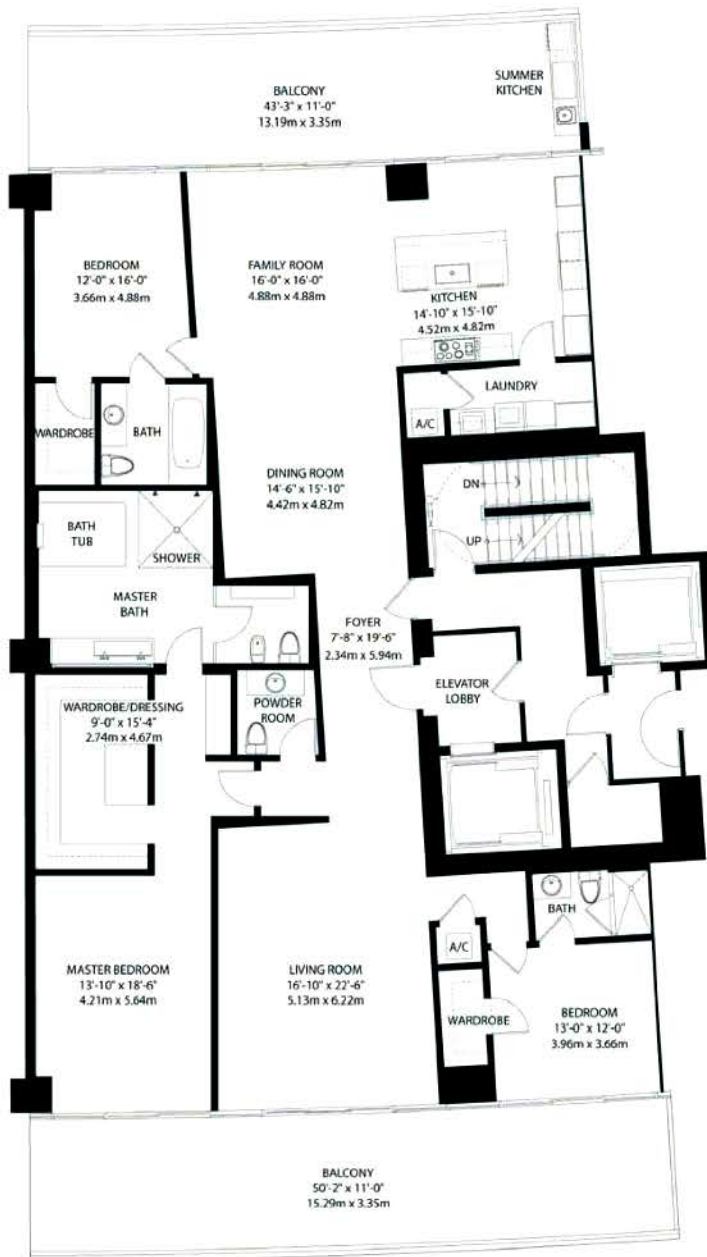 BALCONY
43'-3" x 11'-0"
13.19m x 3.35m
SUMMER
KITCHEN
BEDROOM
12'-0" x 16'-0"
3.66m x 4.88m
FAMILY ROOM
16'-0" x 16'-0"
4.88m x 4.88m
KITCHEN
14'-10" x 15'-10"
4.52m x 4.82m
WARDROBE
BATH
A/C
LAUNDRY
DINING ROOM
14'-6" x 15'-10"
4.42m x 4.82m
DN
UP
BATH
TUB
SHOWER
MASTER
BATH
FOYER
7'-8" x 19'-6"
2.34m x 5.94m
ELEVATOR
LOBBY
WARDROBE/DRESSING
9'-0" x 15'-4"
2.74m x 4.67m
POWDER
ROOM
MASTER BEDROOM
13'-10" x 18'-6"
4.21m x 5.64m
LIVING ROOM
16'-10" x 22'-6"
5.13m x 6.22m
A/C
BATH
WARDROBE
BEDROOM
13'-0" x 12'-0"
3.96m x 3.66m
BALCONY
50'-2" x 11'-0"
15.29m x 3.35m